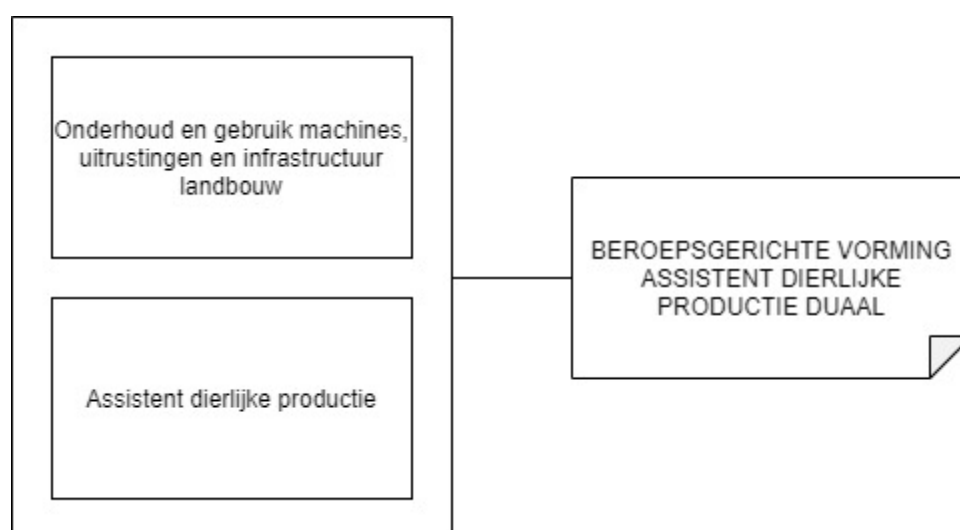 Onderhoud en gebruik machines,
uitrustingen en infrastructuur
landbouw
BEROEPSGERICHTE VORMING
ASSISTENT DIERLIJKE
PRODUCTIE DUAAL
Assistent dierlijke productie